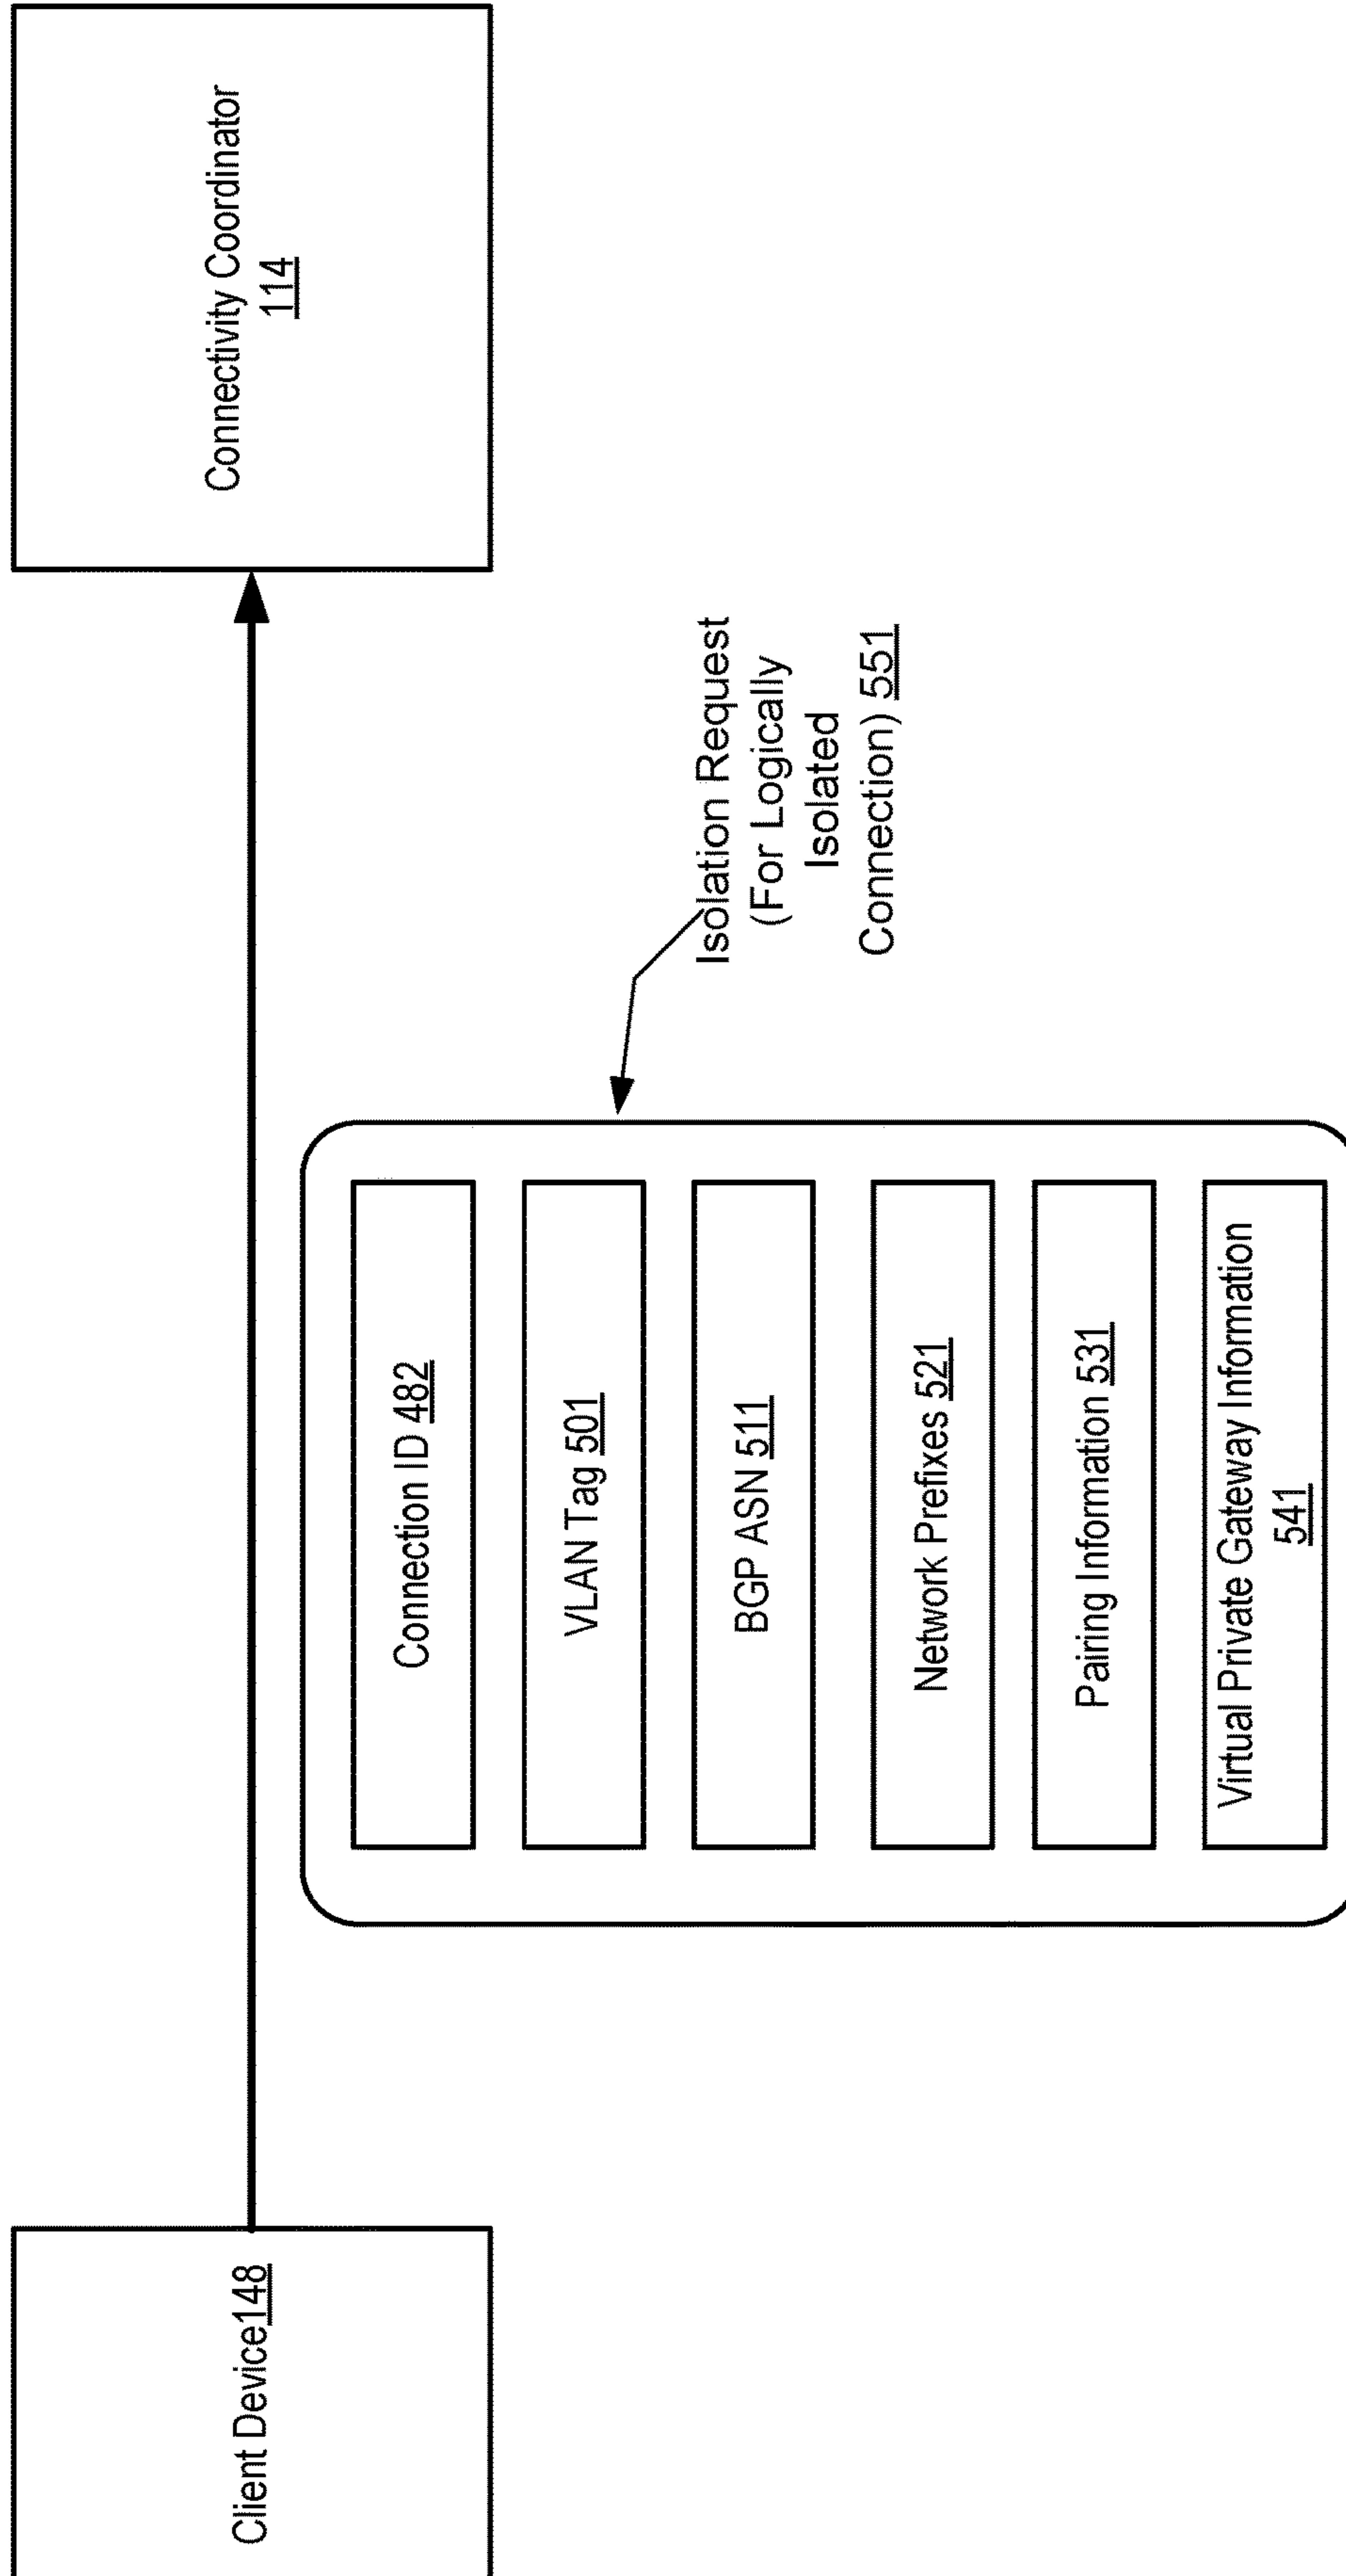 Client Device148
Connectivity Coordinator
114
Connection ID 482
VLAN Tag 501
BGP ASN 511
Network Prefixes 521
Pairing Information 531
Virtual Private Gateway Information
541
Isolation Request
(For Logically
Isolated
Connection) 551